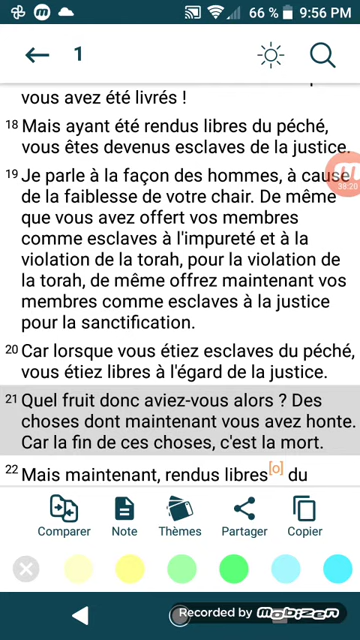 66 % 9:56 PM
1
vous avez été livrés !
18 Mais ayant été rendus libres du péché,
vous êtes devenus esclaves de la justice.
19 Je parle à la façon des hommes, à cause
de la faiblesse de votre chair. De même
que vous avez offert vos membres
comme esclaves à l'impureté et à la
violation de la torah, pour la violation de
la torah, de même offrez maintenant vos
membres comme esclaves à la justice
pour la sanctification.
20 Car lorsque vous étiez esclaves du péché,
vous étiez libres à l'égard de la justice.
21 Quel fruit donc aviez-vous alors ? Des
choses dont maintenant vous avez honte.
Car la fin de ces choses, c'est la mort.
22 Mais maintenant, rendus libres[o] du
38:20
Comparer Note Thèmes Partager Copier
Recorded by mobizen